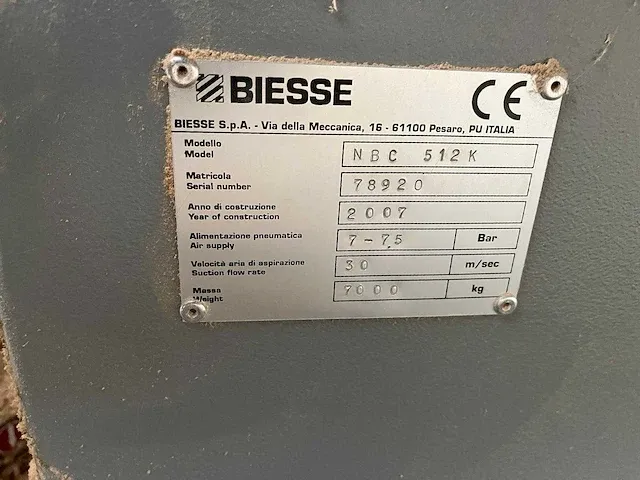 BIESSE CE
BIESSE S.p.A. - Via della Meccanica, 16 - 61100 Pesaro, PU ITALIA
Modello
Model NBC 512K
Matricola
Serial number 78920
Anno di costruzione
Year of construction 2007
Alimentazione pneumatica
Air supply 7-7,5 Bar
Velocità aria di aspirazione
Suction flow rate 30 m/sec
Massa
Weight 7000 kg